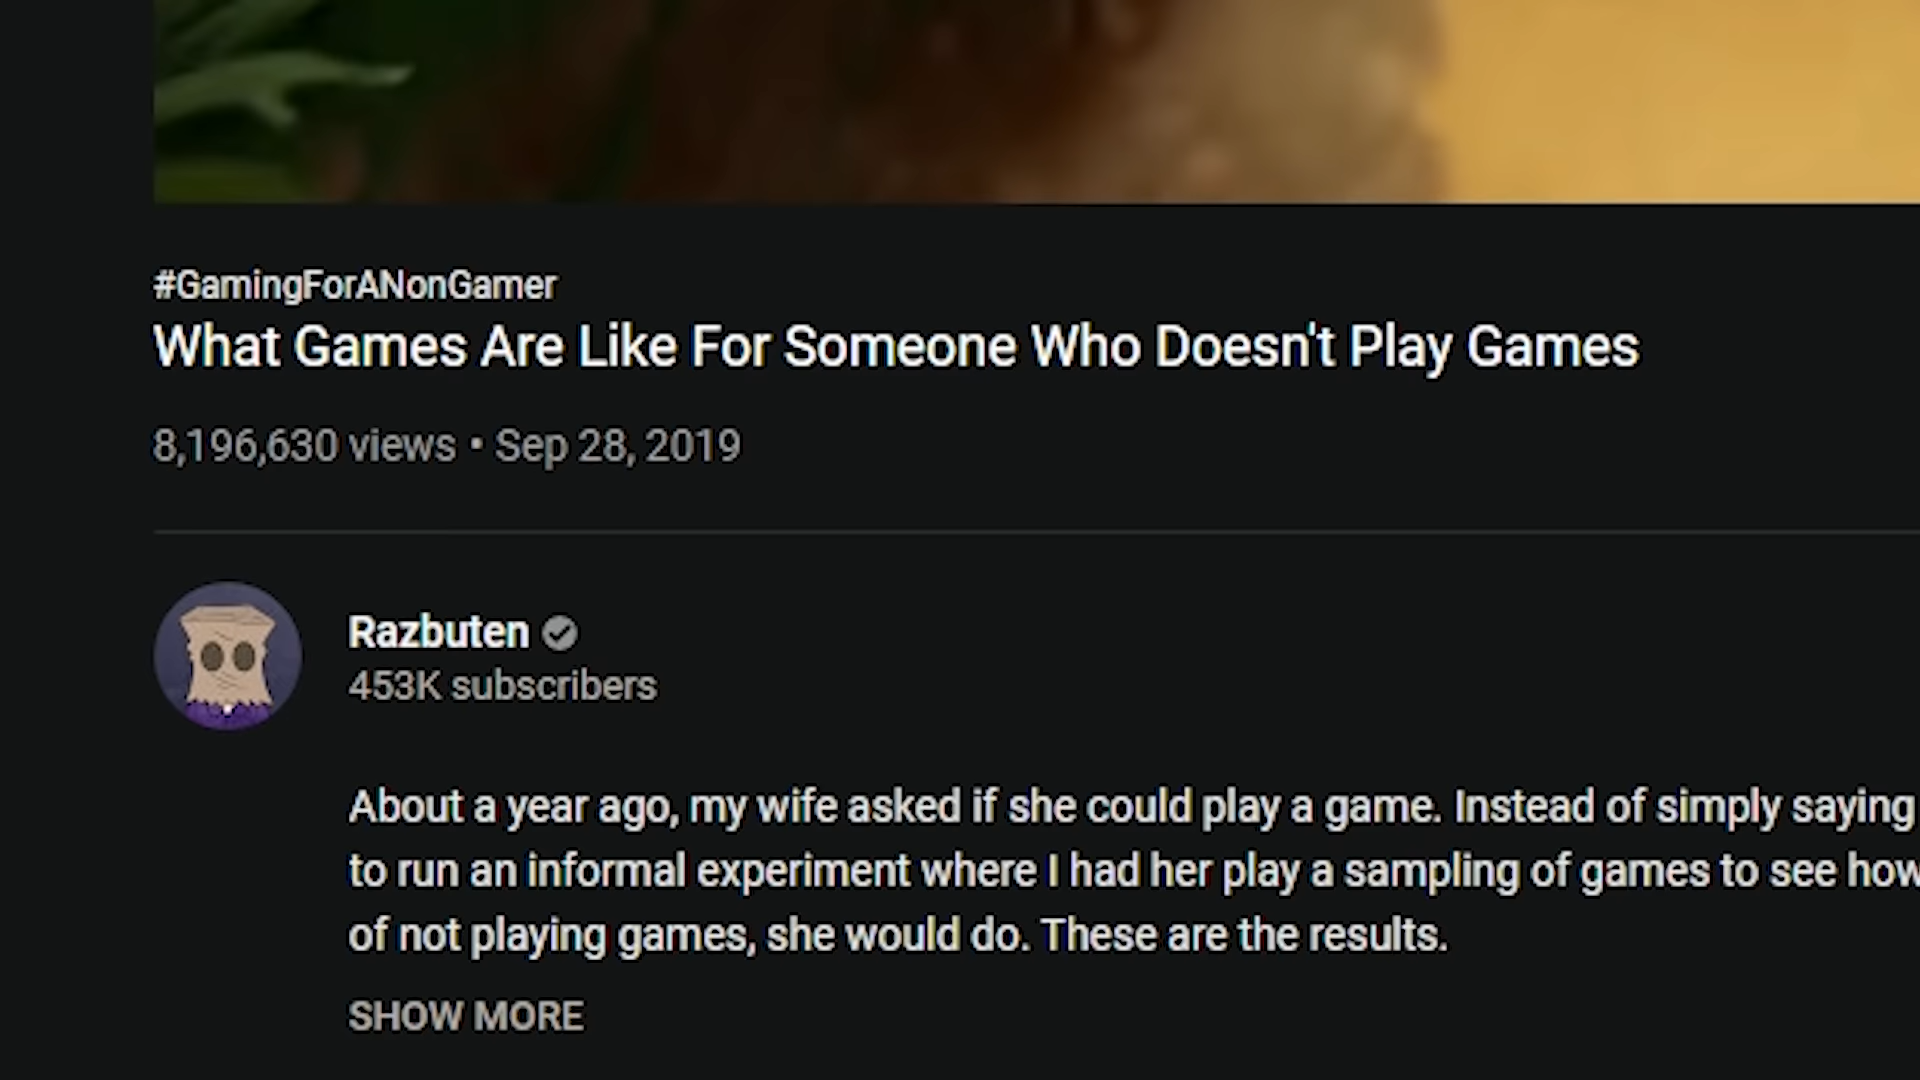 #GamingForANonGamer
What Games Are Like For Someone Who Doesn't Play Games
8,196,630 views • Sep 28, 2019
Razbuten
453K subscribers
About a year ago, my wife asked if she could play a game. Instead of simply saying
to run an informal experiment where I had her play a sampling of games to see how
of not playing games, she would do. These are the results.
SHOW MORE